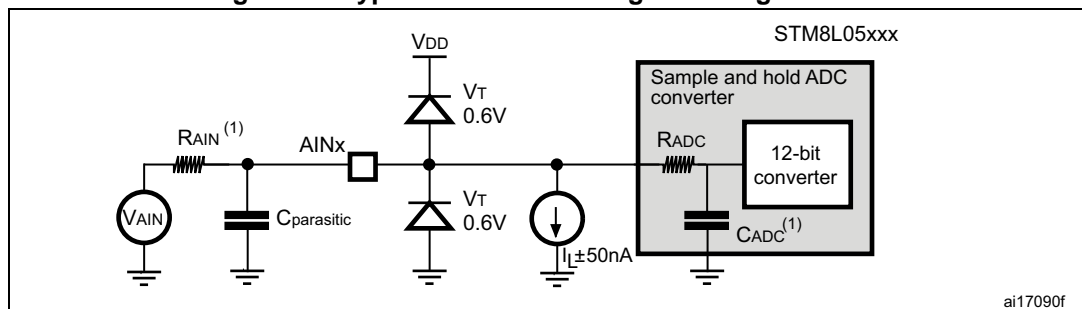 STM8L05xxx
VDD
Sample and hold ADC
converter
VT
0.6V
RAIN (1)
AINx
RADC
12-bit
converter
VAIN
Cparasitic
VT
0.6V
IL±50nA
CADC(1)
ai17090f